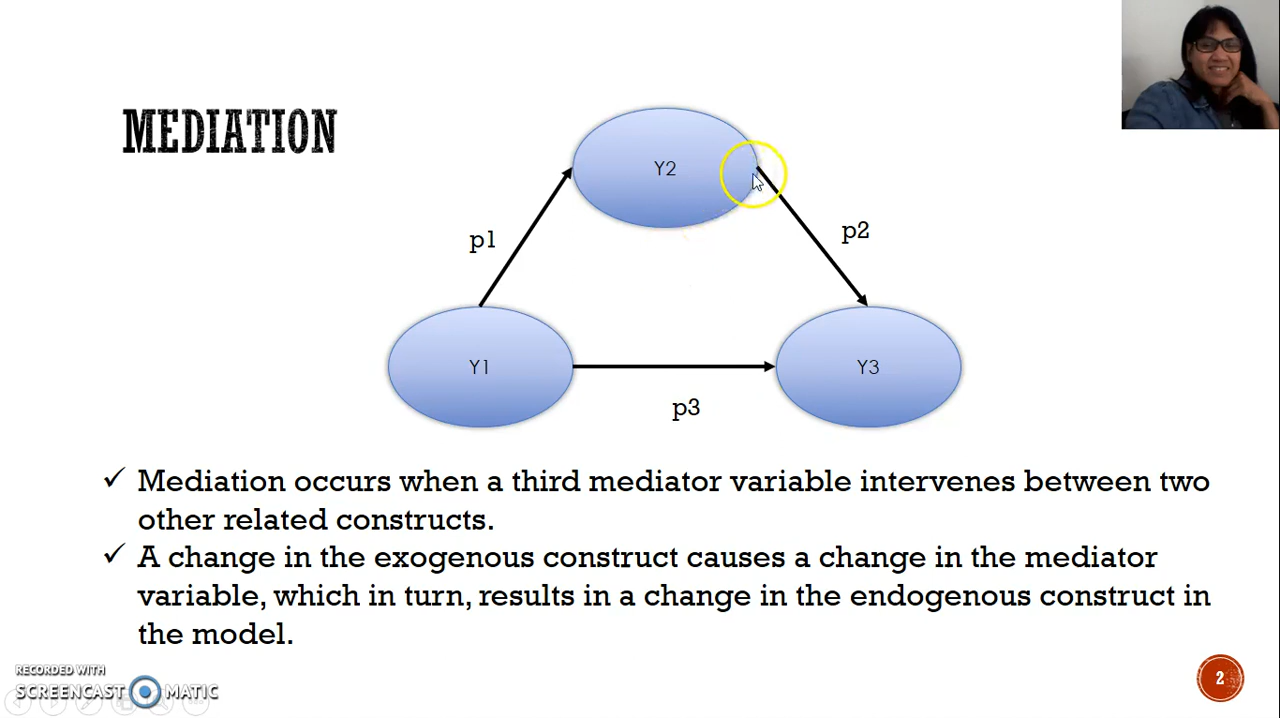 MEDIATION
Y2
p1
p2
Y1
Y3
p3
✓ Mediation occurs when a third mediator variable intervenes between two
other related constructs.
✓ A change in the exogenous construct causes a change in the mediator
variable, which in turn, results in a change in the endogenous construct in
the model.
RECORDED WITH
SCREENCAST MATIC
2